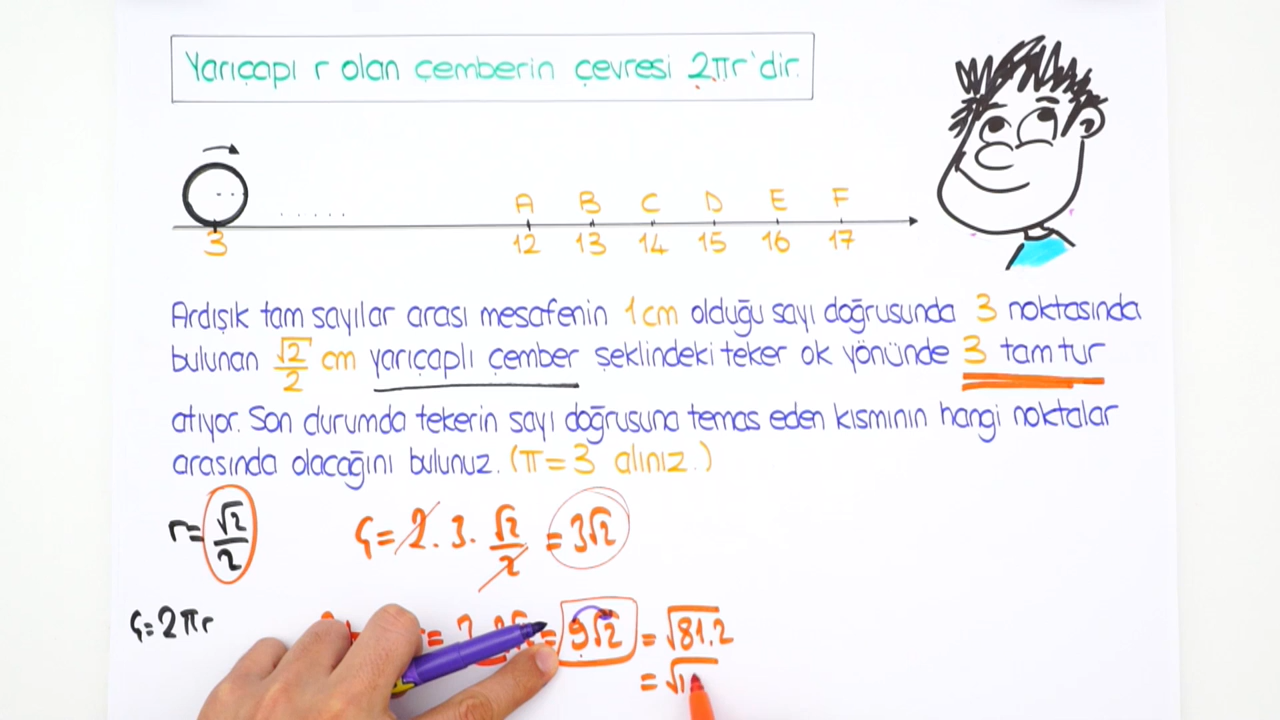 Yarıçapı r olan çemberin çevresi 2πr'dir.
A B C D E F
3 12 13 14 15 16 17
Ardışık tam sayılar arası mesafenin 1 cm olduğu sayı doğrusunda 3 noktasında
bulunan √2/2 cm yarıçaplı çember şeklindeki teker ok yönünde 3 tam tur
atıyor. Son durumda tekerin sayı doğrusuna temas eden kısmının hangi noktalar
arasında olacağını bulunuz. (π=3 alınız.)
r=√2/2 Ç=2.3.√2/2=3√2
Ç=2πr = 9√2 = √81.2
= √1